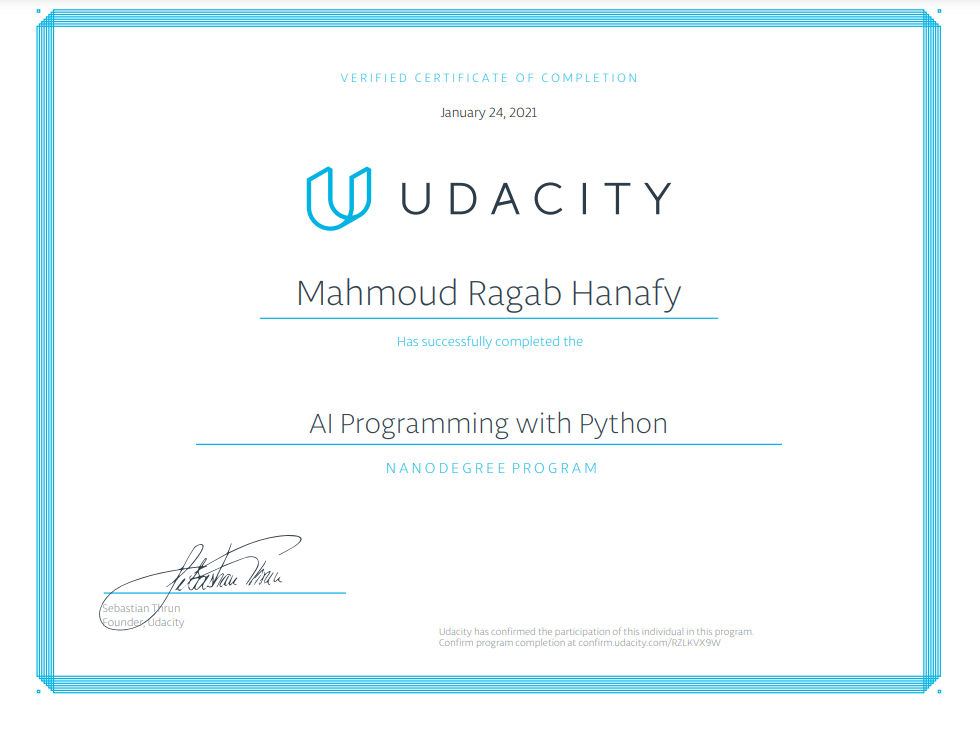 VERIFIED CERTIFICATE OF COMPLETION
January 24, 2021
UDACITY
Mahmoud Ragab Hanafy
Has successfully completed the
AI Programming with Python
NANODEGREE PROGRAM
Sebastian Thrun
Sebastian Thrun
Founder, Udacity
Udacity has confirmed the participation of this individual in this program.
Confirm program completion at confirm.udacity.com/RZLKVX9W